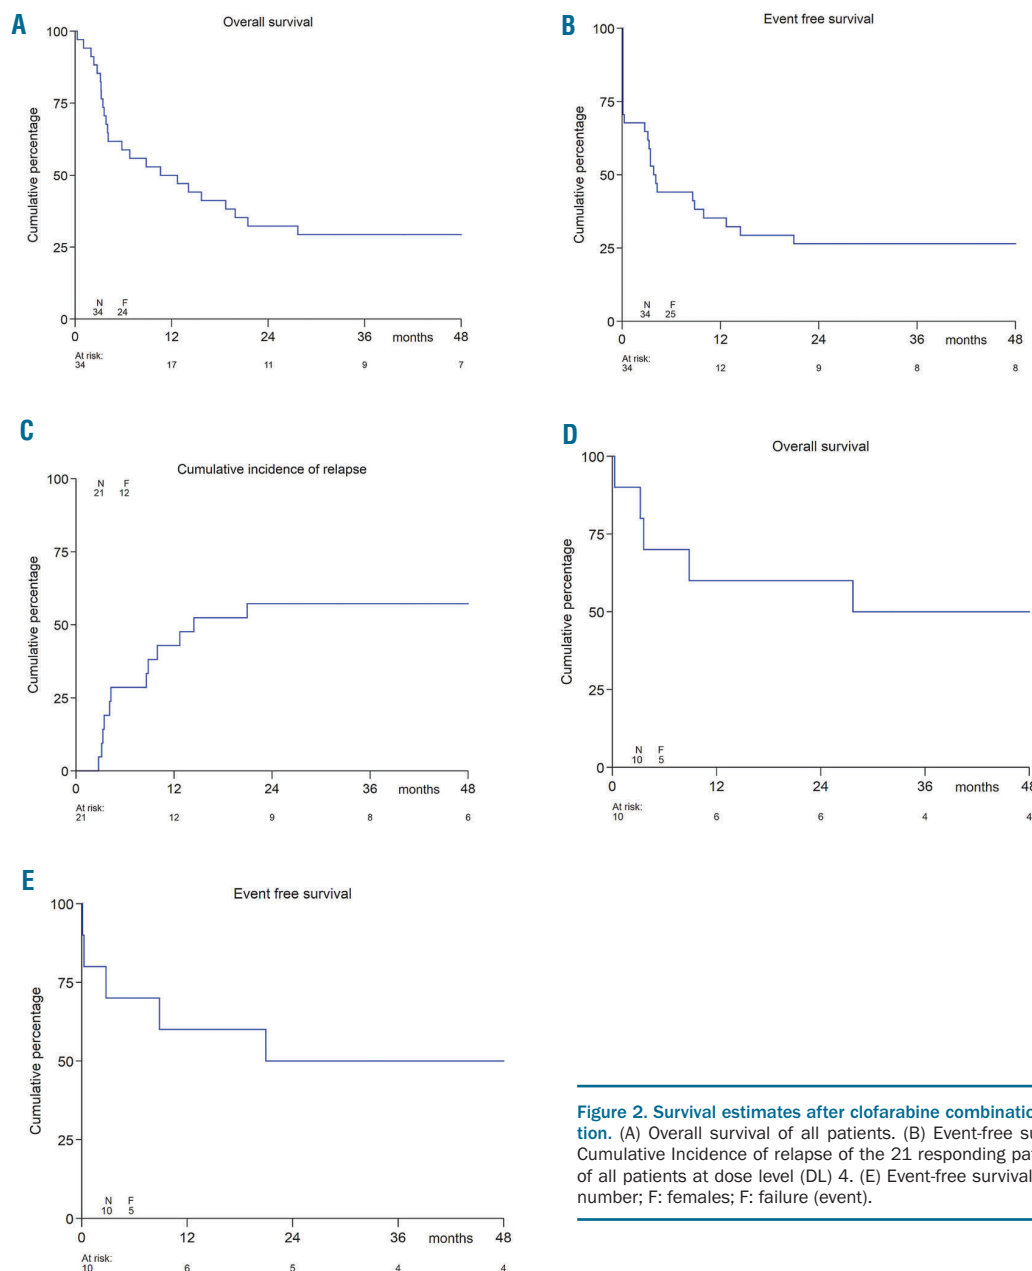 A
Overall survival
Cumulative percentage
100
75
50
25
0
N F
34 24
0 12 24 36 months 48
At risk:
34 17 11 9 7
B
Event free survival
Cumulative percentage
100
75
50
25
0
N F
34 25
0 12 24 36 months 48
At risk:
34 12 9 8 8
C
Cumulative incidence of relapse
Cumulative percentage
100
75
50
25
0
N F
21 12
0 12 24 36 months 48
At risk:
21 12 9 8 6
D
Overall survival
Cumulative percentage
100
75
50
25
0
N F
10 5
0 12 24 36 months 48
At risk:
10 6 6 4 4
E
Event free survival
Cumulative percentage
100
75
50
25
0
N F
10 5
0 12 24 36 months 48
At risk:
10 6 5 4 4
Figure 2. Survival estimates after clofarabine combinatio
tion. (A) Overall survival of all patients. (B) Event-free su
Cumulative Incidence of relapse of the 21 responding pat
of all patients at dose level (DL) 4. (E) Event-free survival
number; F: females; F: failure (event).